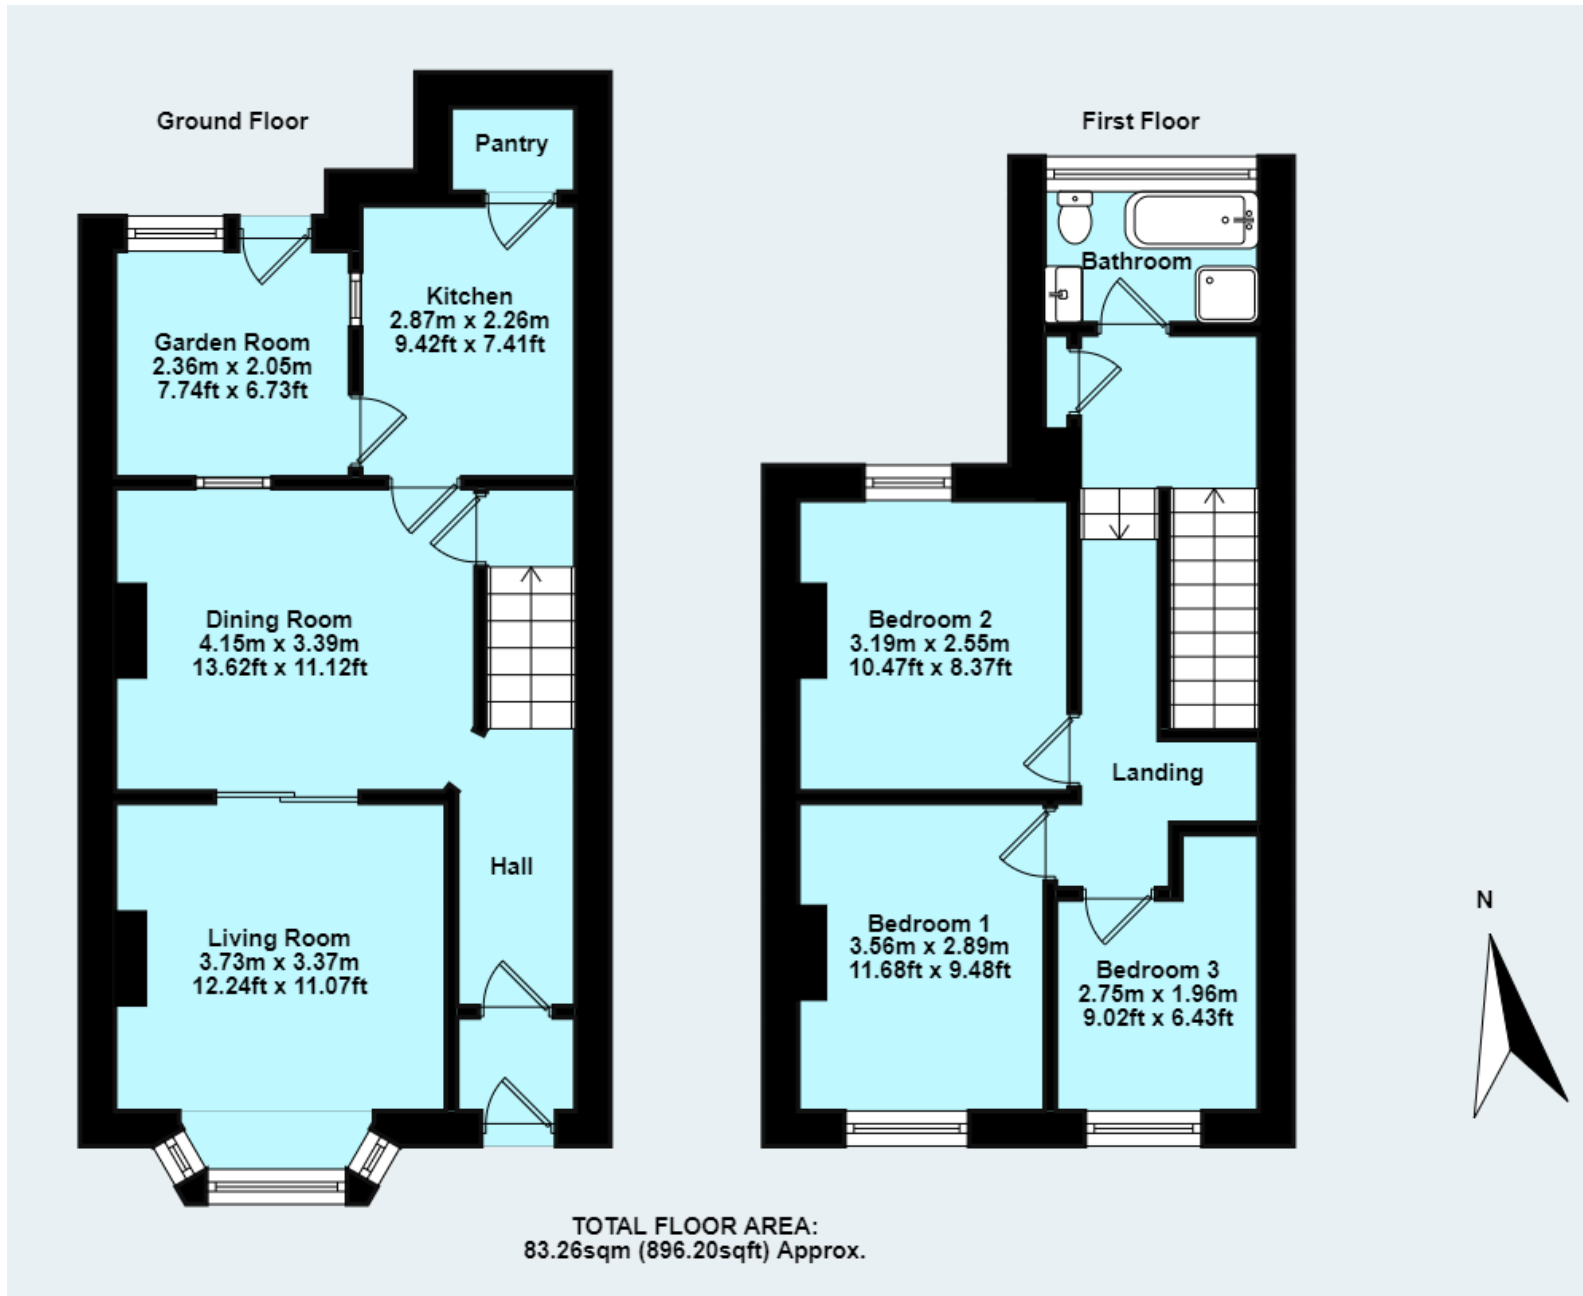 Ground Floor
Pantry
Kitchen
2.87m x 2.26m
9.42ft x 7.41ft
Garden Room
2.36m x 2.05m
7.74ft x 6.73ft
Dining Room
4.15m x 3.39m
13.62ft x 11.12ft
Hall
Living Room
3.73m x 3.37m
12.24ft x 11.07ft
First Floor
Bathroom
Bedroom 2
3.19m x 2.55m
10.47ft x 8.37ft
Landing
Bedroom 1
3.56m x 2.89m
11.68ft x 9.48ft
Bedroom 3
2.75m x 1.96m
9.02ft x 6.43ft
N
TOTAL FLOOR AREA:
83.26sqm (896.20sqft) Approx.